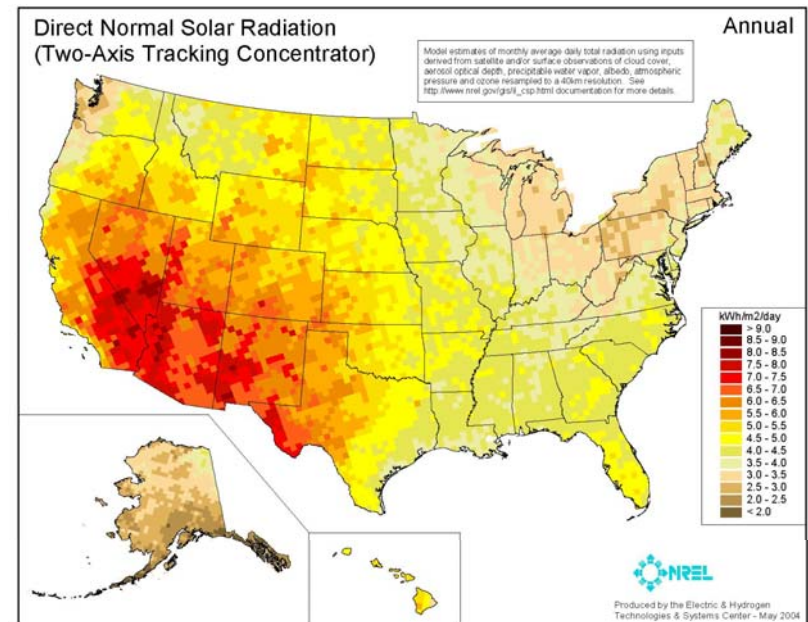 Direct Normal Solar Radiation
(Two-Axis Tracking Concentrator)
Annual
Model estimates of monthly average daily total radiation using inputs
derived from satellite and/or surface observations of cloud cover,
aerosol optical depth, precipitable water vapor, albedo, atmospheric
pressure and ozone resampled to a 40km resolution. See
http://www.nrel.gov/gis/il_csp.html documentation for more details.
kWh/m2/day
> 9.0
8.5 - 9.0
8.0 - 8.5
7.5 - 8.0
7.0 - 7.5
6.5 - 7.0
6.0 - 6.5
5.5 - 6.0
5.0 - 5.5
4.5 - 5.0
4.0 - 4.5
3.5 - 4.0
3.0 - 3.5
2.5 - 3.0
2.0 - 2.5
< 2.0
NREL
Produced by the Electric & Hydrogen
Technologies & Systems Center - May 2004